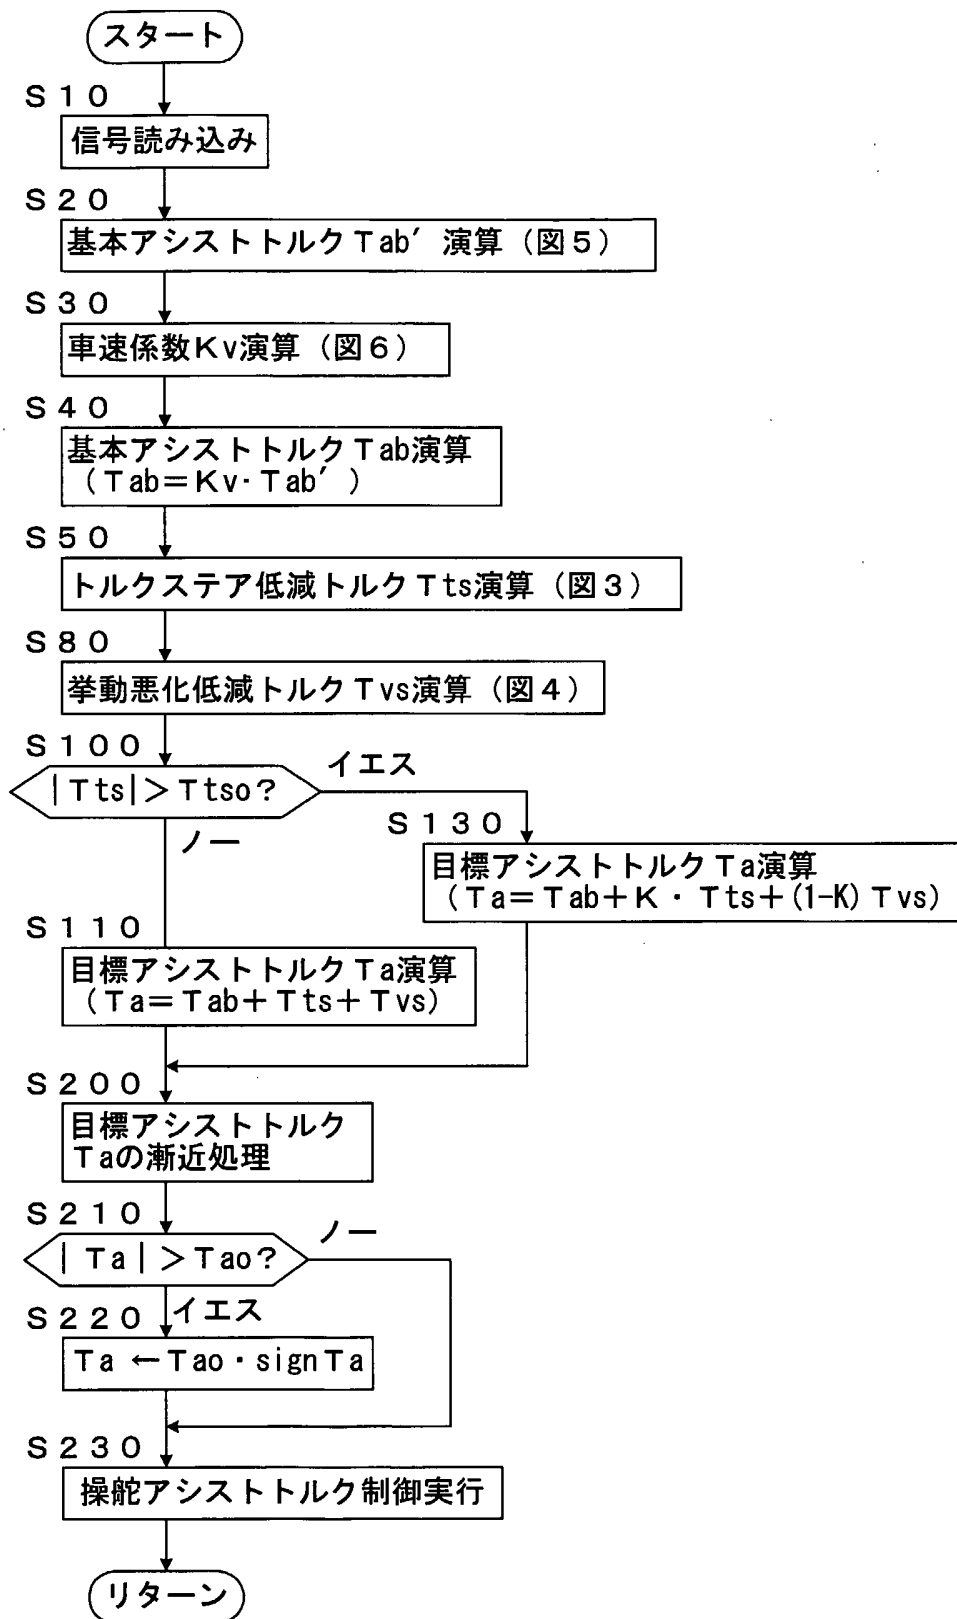 スタート
S10
信号読み込み
S20
基本アシストトルクTab′演算（図5）
S30
車速係数Kv演算（図6）
S40
基本アシストトルクTab演算
（Tab＝Kv・Tab′）
S50
トルクステア低減トルクTts演算（図3）
S80
挙動悪化低減トルクTvs演算（図4）
S100
|Tts|＞Ttso？
イエス
ノー
S130
目標アシストトルクTa演算
（Ta＝Tab＋K・Tts＋(1-K)Tvs）
S110
目標アシストトルクTa演算
（Ta＝Tab＋Tts＋Tvs）
S200
目標アシストトルク
Taの漸近処理
S210
|Ta|＞Tao？
ノー
イエス
S220
Ta←Tao・signTa
S230
操舵アシストトルク制御実行
リターン